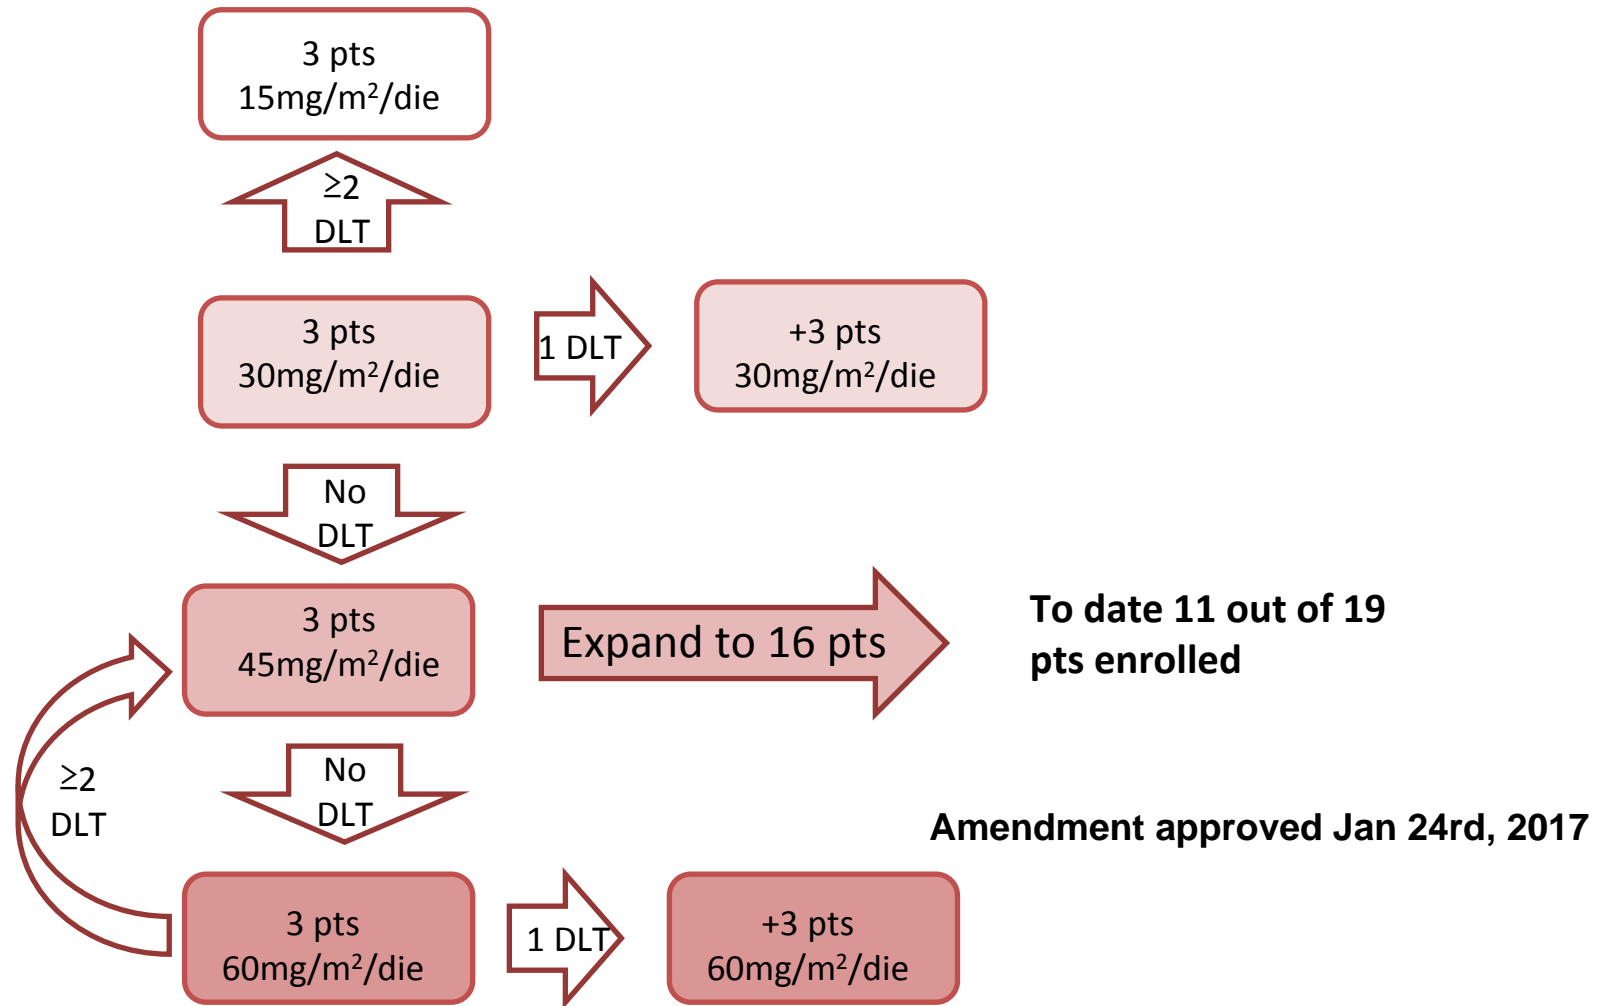 3 pts
15mg/m²/die
≥2
DLT
3 pts
30mg/m²/die
1 DLT
+3 pts
30mg/m²/die
No
DLT
3 pts
45mg/m²/die
Expand to 16 pts
To date 11 out of 19
pts enrolled
≥2
DLT
No
DLT
Amendment approved Jan 24rd, 2017
3 pts
60mg/m²/die
1 DLT
+3 pts
60mg/m²/die